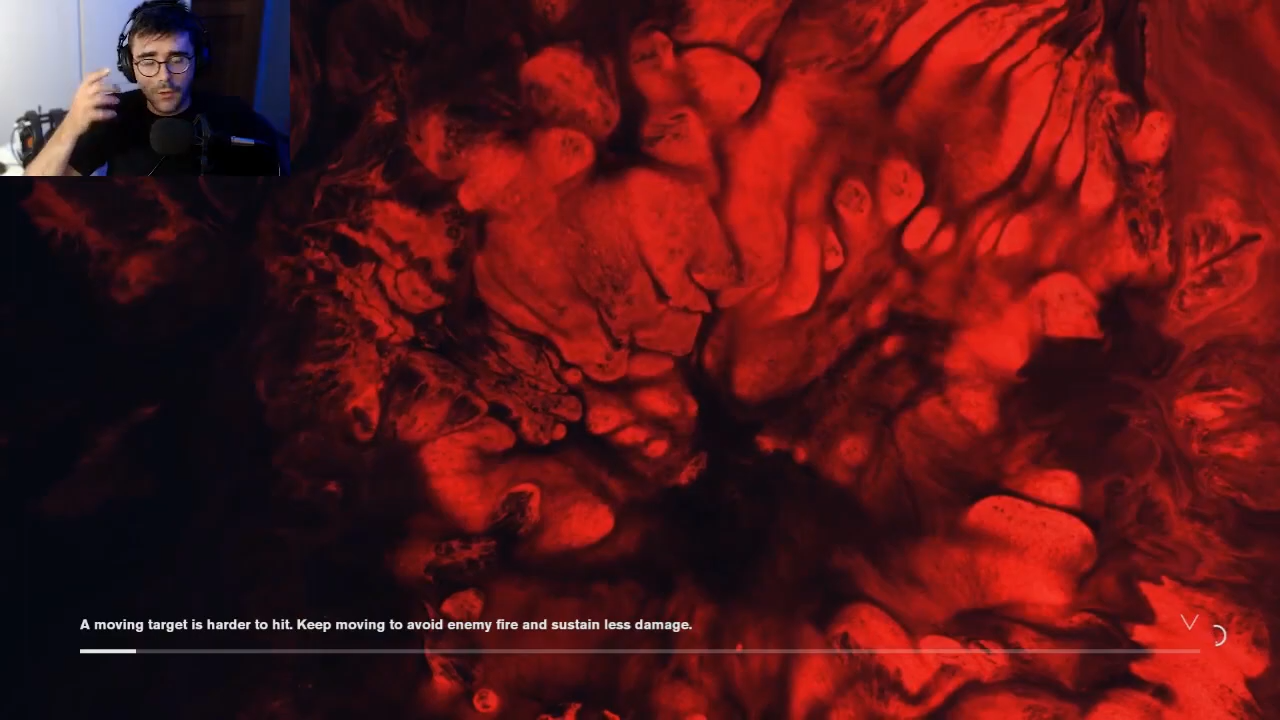 A moving target is harder to hit. Keep moving to avoid enemy fire and sustain less damage.